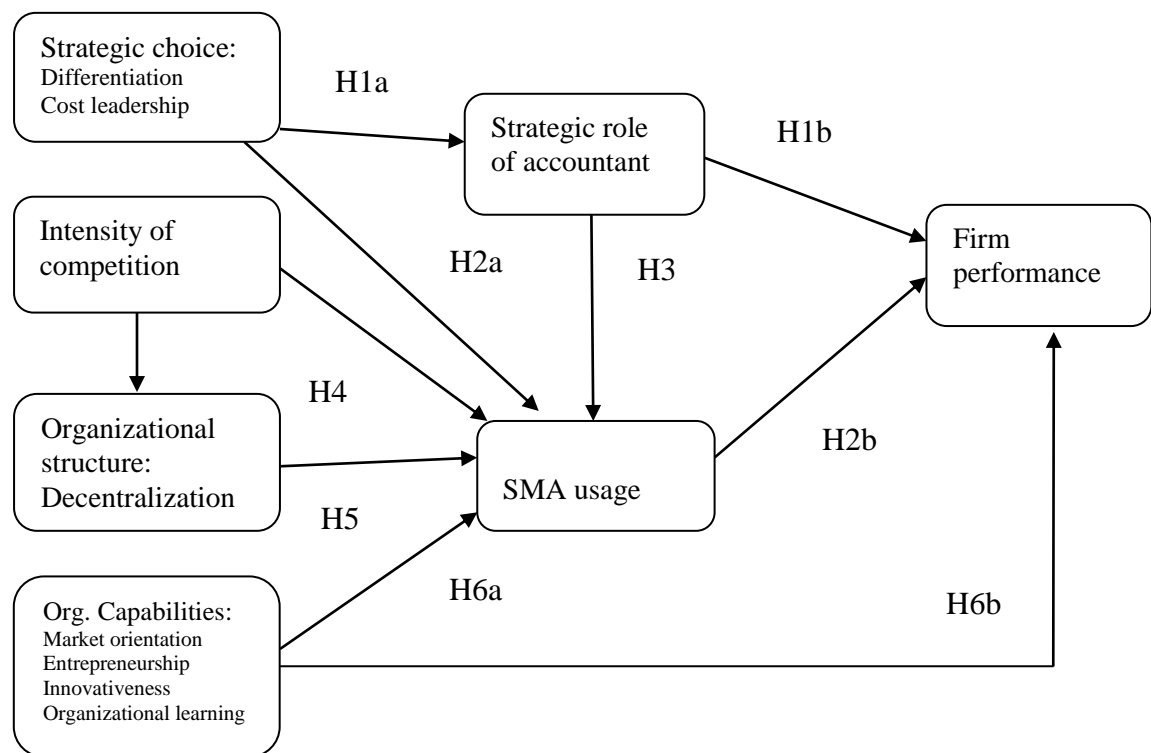 Strategic choice:
Differentiation
Cost leadership
H1a
Strategic role
of accountant
H1b
Intensity of
competition
H2a
H3
Firm
performance
Organizational
structure:
Decentralization
H4
SMA usage
H2b
H5
Org. Capabilities:
Market orientation
Entrepreneurship
Innovativeness
Organizational learning
H6a
H6b